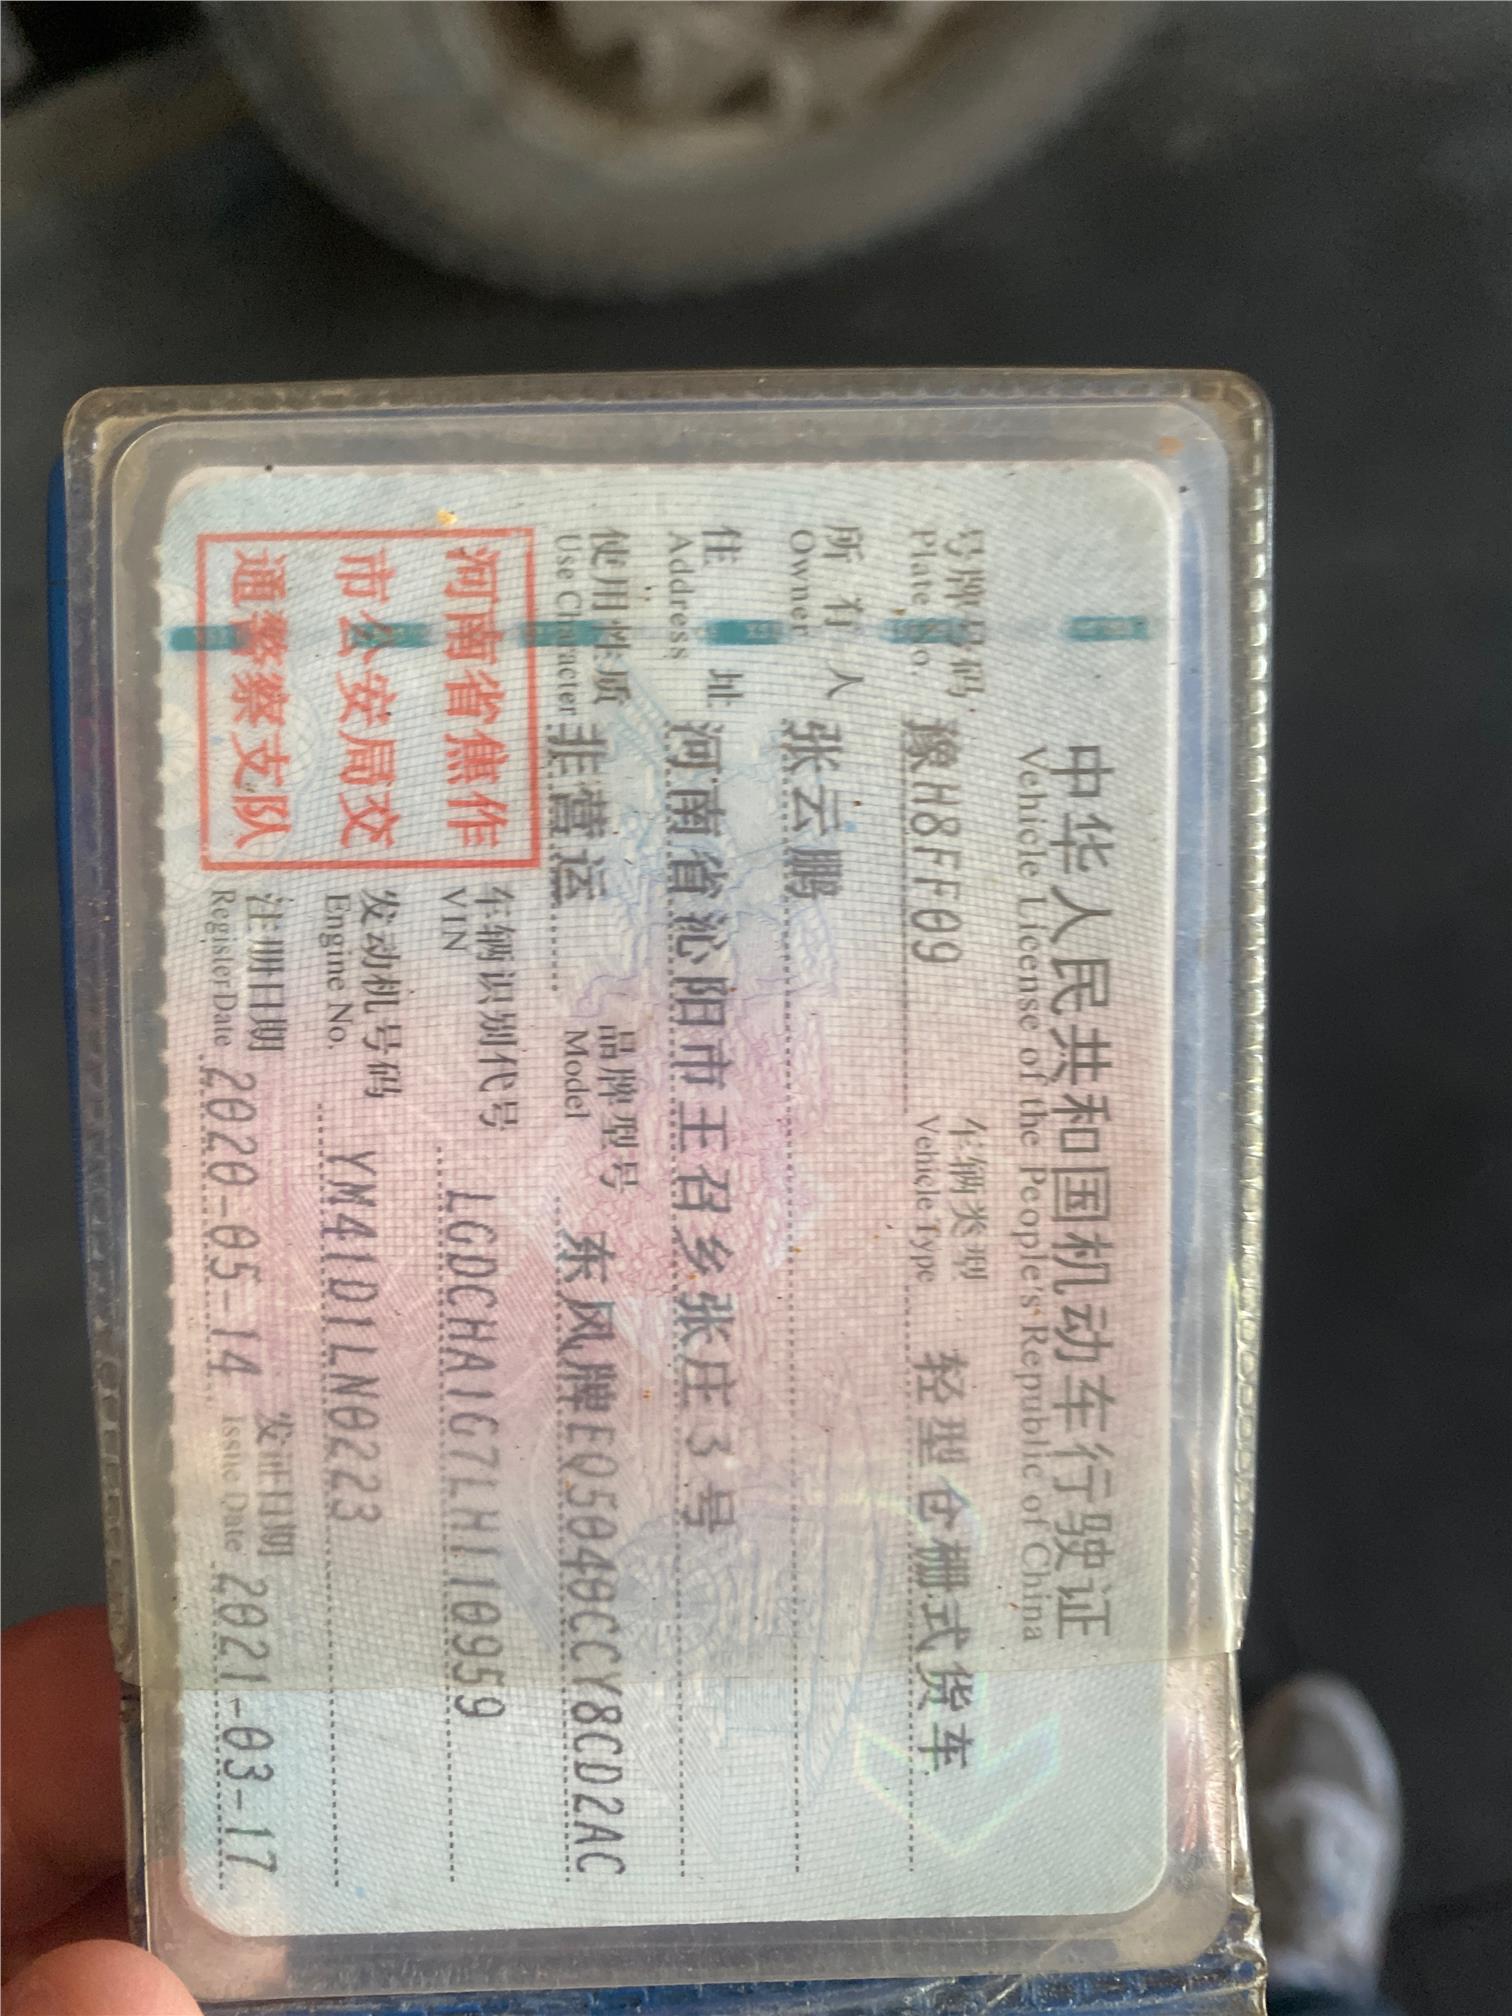 中华人民共和国机动车行驶证
Vehicle License of the People's Republic of China
号牌号码 豫H8FF09 车辆类型 轻型仓栅式货车
Plate No. Vehicle Type
所有人 张云鹏
Owner
住址 河南省沁阳市王召乡张庄3号
Address
使用性质 非营运 品牌型号 东风牌EQ5040CCY8CD2AC
Use Character Model
河南省焦作
市公安局交
通警察支队
车辆识别代号 LGDCHA1G7LH110959
VIN
发动机号码 YM41D1LN0223
Engine No.
注册日期 2020-05-14 发证日期 2021-03-17
Register Date Issue Date